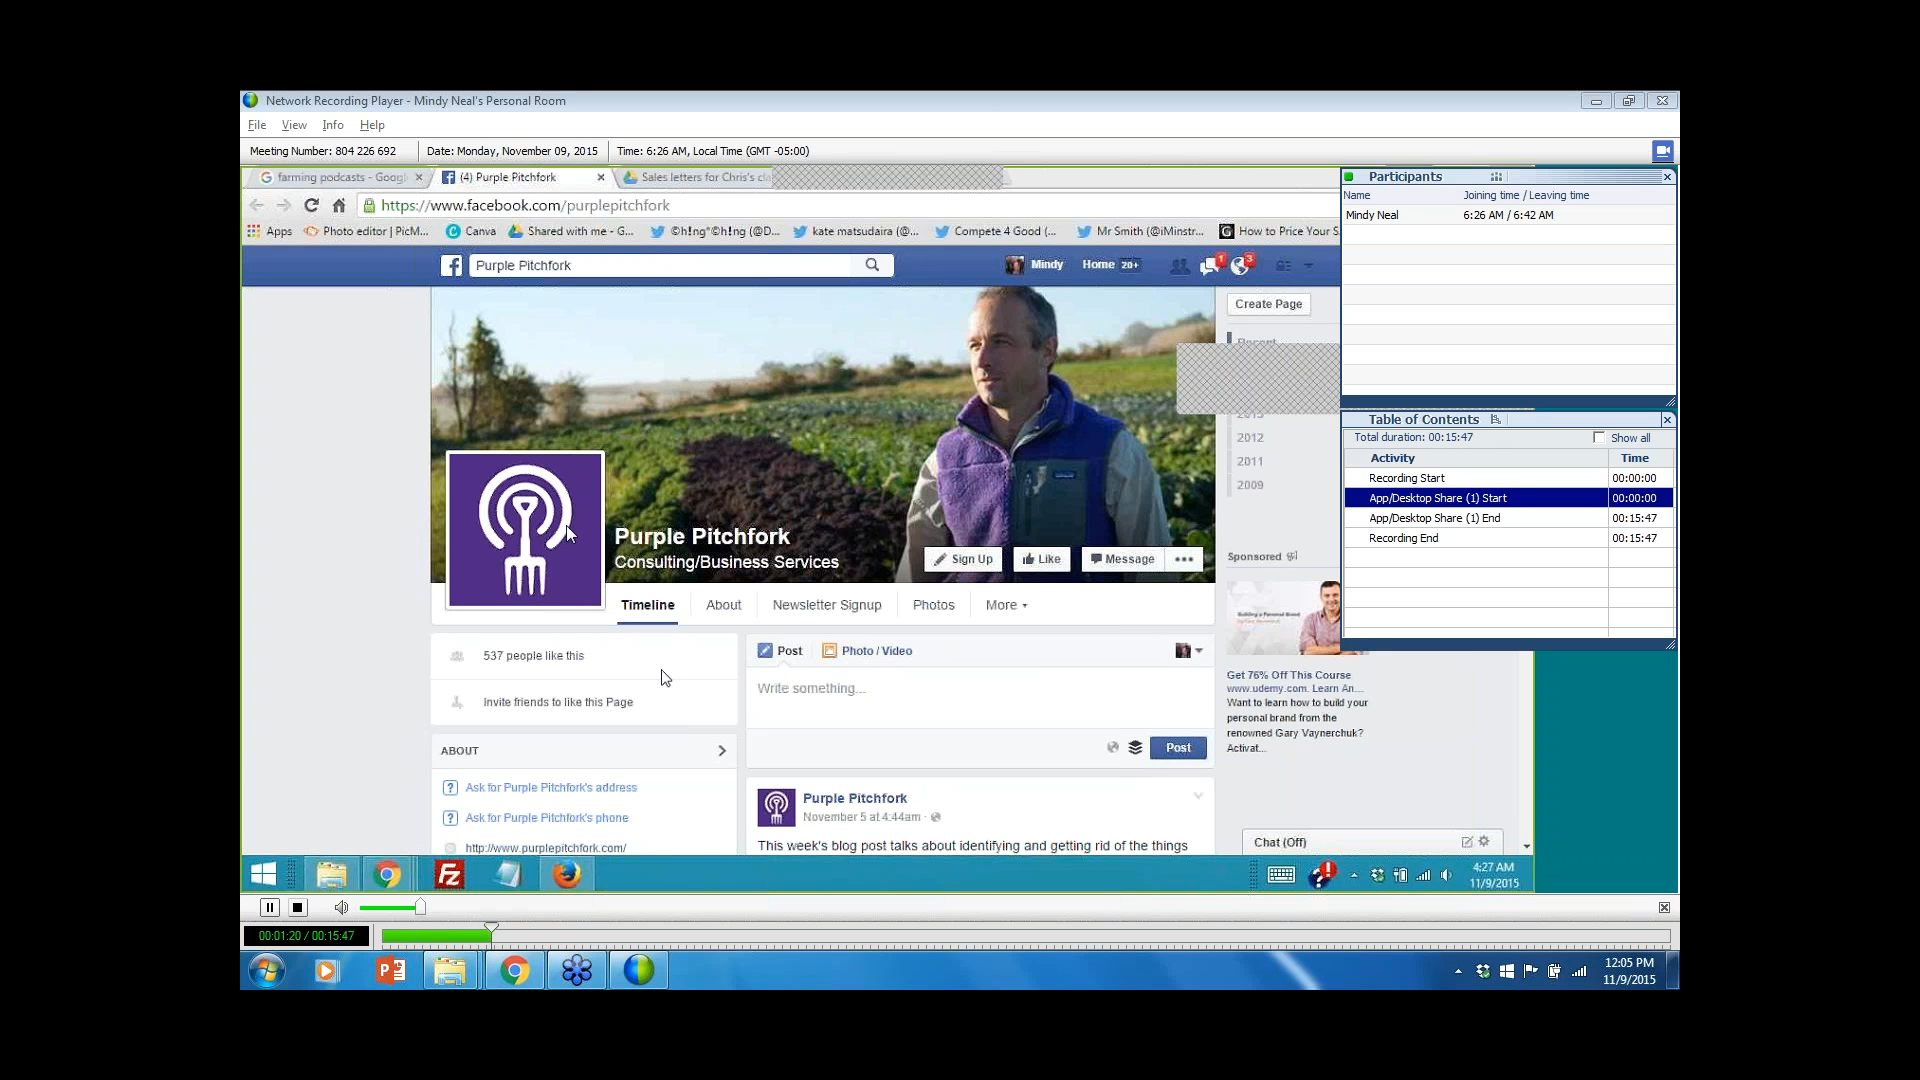 Network Recording Player - Mindy Neal's Personal Room
File View Info Help
Meeting Number: 804 226 692 Date: Monday, November 09, 2015 Time: 6:26 AM, Local Time (GMT -05:00)
farming podcasts - Googl (4) Purple Pitchfork Sales letters for Chris's cla
https://www.facebook.com/purplepitchfork
Apps Photo editor | PicM... Canva Shared with me - G... ©h!ng*©h!ng (@D... kate matsudaira (@... Compete 4 Good (... Mr Smith (@iMinstr... How to Price Your S
Purple Pitchfork Mindy Home 20+ 1 3
Create Page
Recent
2012
2011
2009
Purple Pitchfork
Consulting/Business Services
Sign Up Like Message
Timeline About Newsletter Signup Photos More
537 people like this
Invite friends to like this Page
ABOUT
Ask for Purple Pitchfork's address
Ask for Purple Pitchfork's phone
http://www.purplepitchfork.com/
Post Photo / Video
Write something...
Post
Purple Pitchfork
November 5 at 4:44am
This week's blog post talks about identifying and getting rid of the things
Sponsored
Building a Personal Brand
Get 76% Off This Course
www.udemy.com. Learn An...
Want to learn how to build your
personal brand from the
renowned Gary Vaynerchuk?
Activat...
Chat (Off)
Participants
Name Joining time / Leaving time
Mindy Neal 6:26 AM / 6:42 AM
Table of Contents
Total duration: 00:15:47 Show all
Activity Time
Recording Start 00:00:00
App/Desktop Share (1) Start 00:00:00
App/Desktop Share (1) End 00:15:47
Recording End 00:15:47
4:27 AM
11/9/2015
00:01:20 / 00:15:47
12:05 PM
11/9/2015